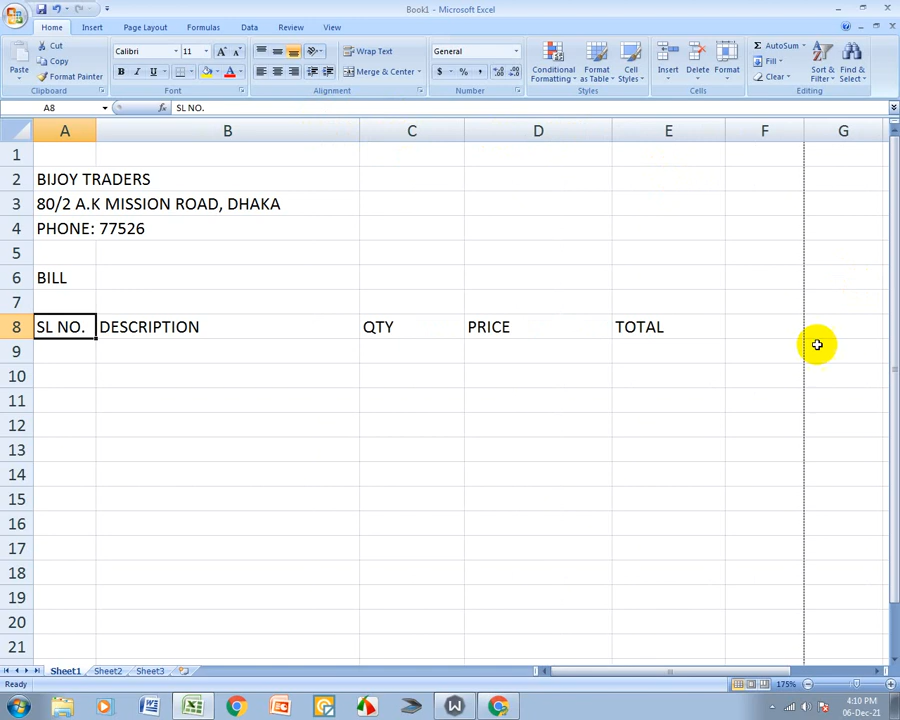 Book1 - Microsoft Excel
Home Insert Page Layout Formulas Data Review View
Paste Cut Copy Format Painter Clipboard
Calibri 11 A A B I U A Font
Wrap Text Merge & Center Alignment
General $ % , Number
Conditional Formatting Format as Table Cell Styles Styles
Insert Delete Format Cells
Σ AutoSum Fill Clear Sort & Filter Find & Select Editing
A8 fx SL NO.
A B C D E F G
1
2 BIJOY TRADERS
3 80/2 A.K MISSION ROAD, DHAKA
4 PHONE: 77526
5
6 BILL
7
8 SL NO. DESCRIPTION QTY PRICE TOTAL
9
10
11
12
13
14
15
16
17
18
19
20
21
Sheet1 Sheet2 Sheet3
Ready 175%
4:10 PM
06-Dec-21